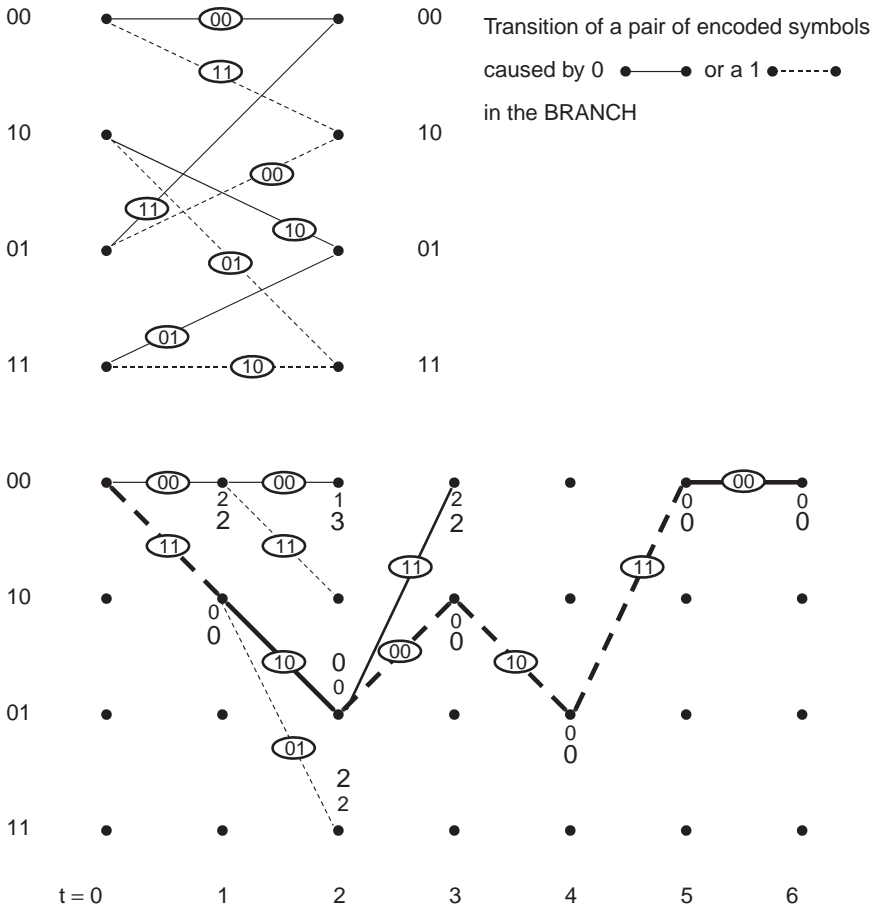 00 00 00 Transition of a pair of encoded symbols
11 caused by 0 or a 1
in the BRANCH
10 10
00
11
10
01 01
01
01
11 10 11
00 00 00 00
2 1 2 0 0
2 3 2 0 0
11 11
11 11
10
0 0
0 0 0
10 00 10
0
01
0
0
01
2
2
11
t = 0 1 2 3 4 5 6